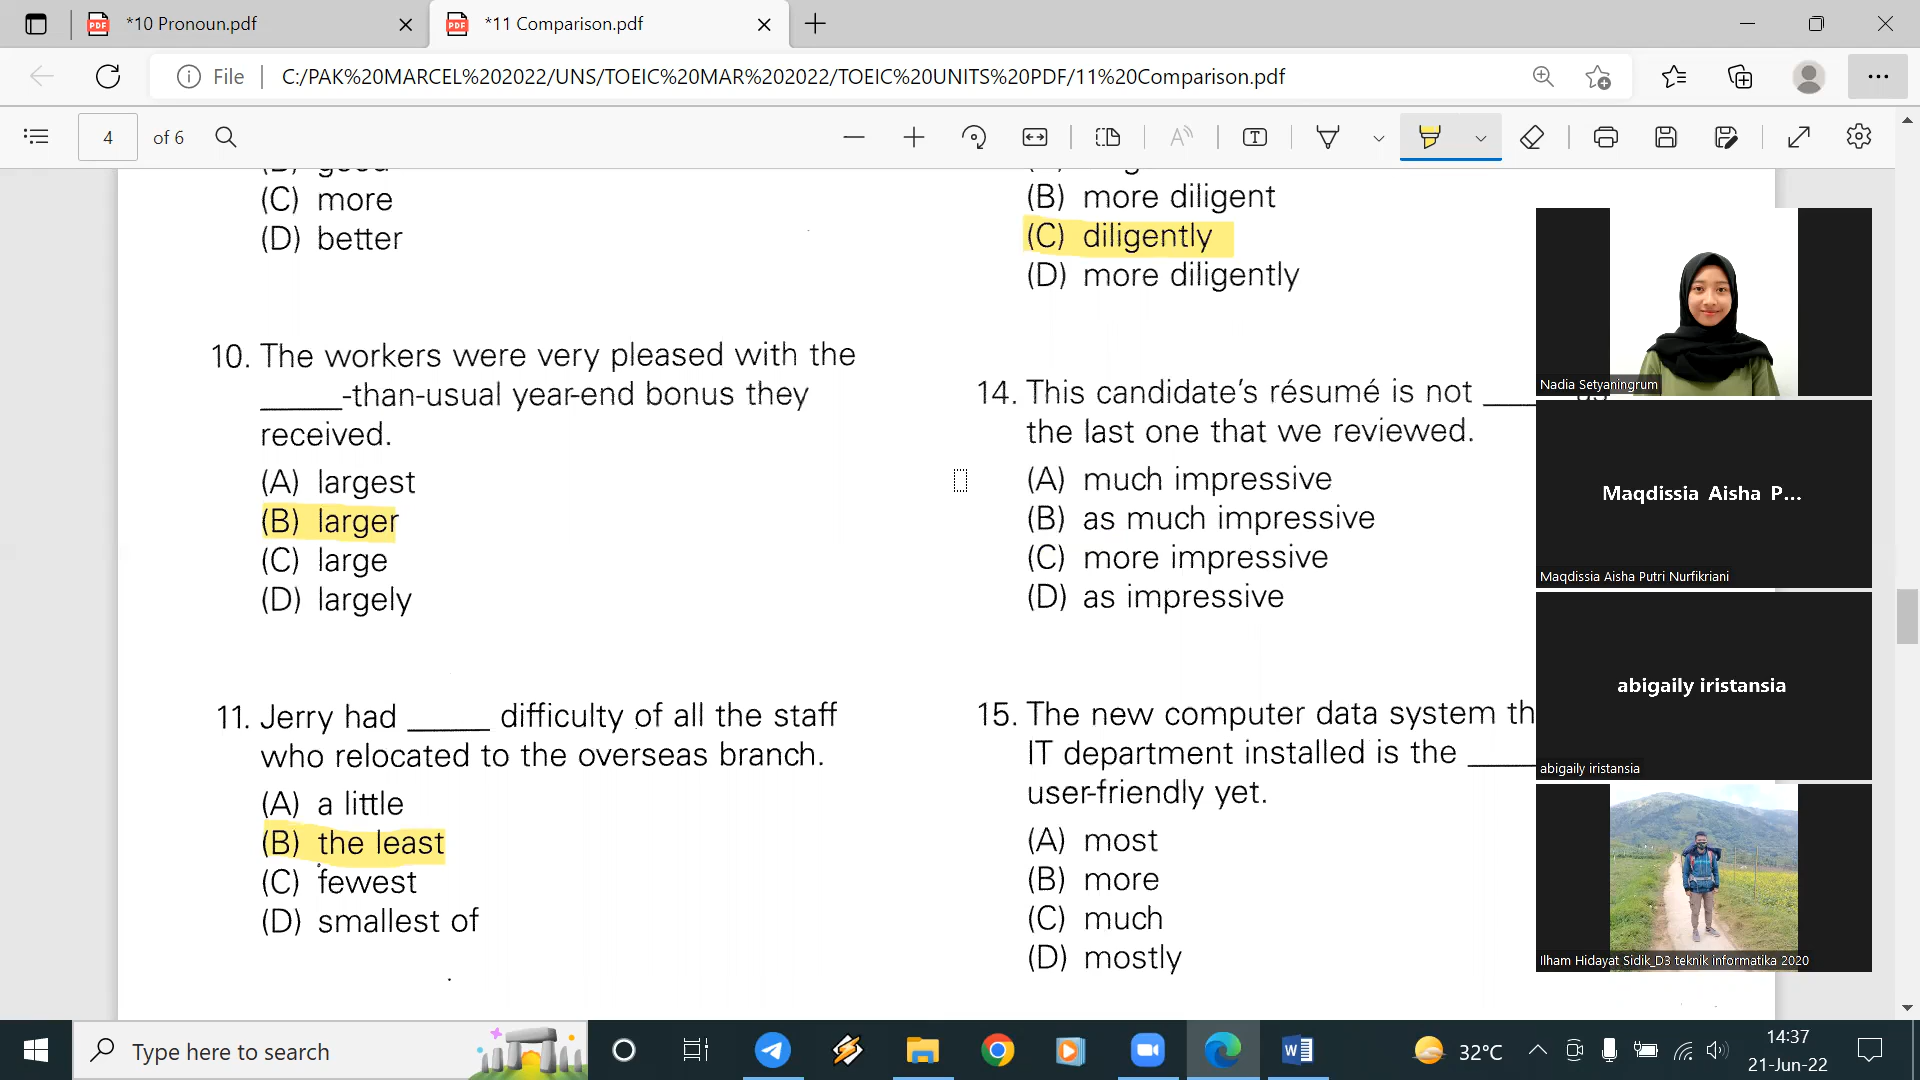 *10 Pronoun.pdf
*11 Comparison.pdf
File
C:/PAK%20MARCEL%202022/UNS/TOEIC%20MAR%202022/TOEIC%20UNITS%20PDF/11%20Comparison.pdf
4
of 6
(C) more
(D) better
10. The workers were very pleased with the
_____-than-usual year-end bonus they
received.
(A) largest
(B) larger
(C) large
(D) largely
11. Jerry had _____ difficulty of all the staff
who relocated to the overseas branch.
(A) a little
(B) the least
(C) fewest
(D) smallest of
(B) more diligent
(C) diligently
(D) more diligently
14. This candidate's résumé is not ____
the last one that we reviewed.
(A) much impressive
(B) as much impressive
(C) more impressive
(D) as impressive
15. The new computer data system th
IT department installed is the ____
user-friendly yet.
(A) most
(B) more
(C) much
(D) mostly
Nadia Setyaningrum
Maqdissia Aisha P...
Maqdissia Aisha Putri Nurfikriani
abigaily iristansia
abigaily iristansia
Ilham Hidayat Sidik_D3 teknik informatika 2020
Type here to search
32°C
14:37
21-Jun-22